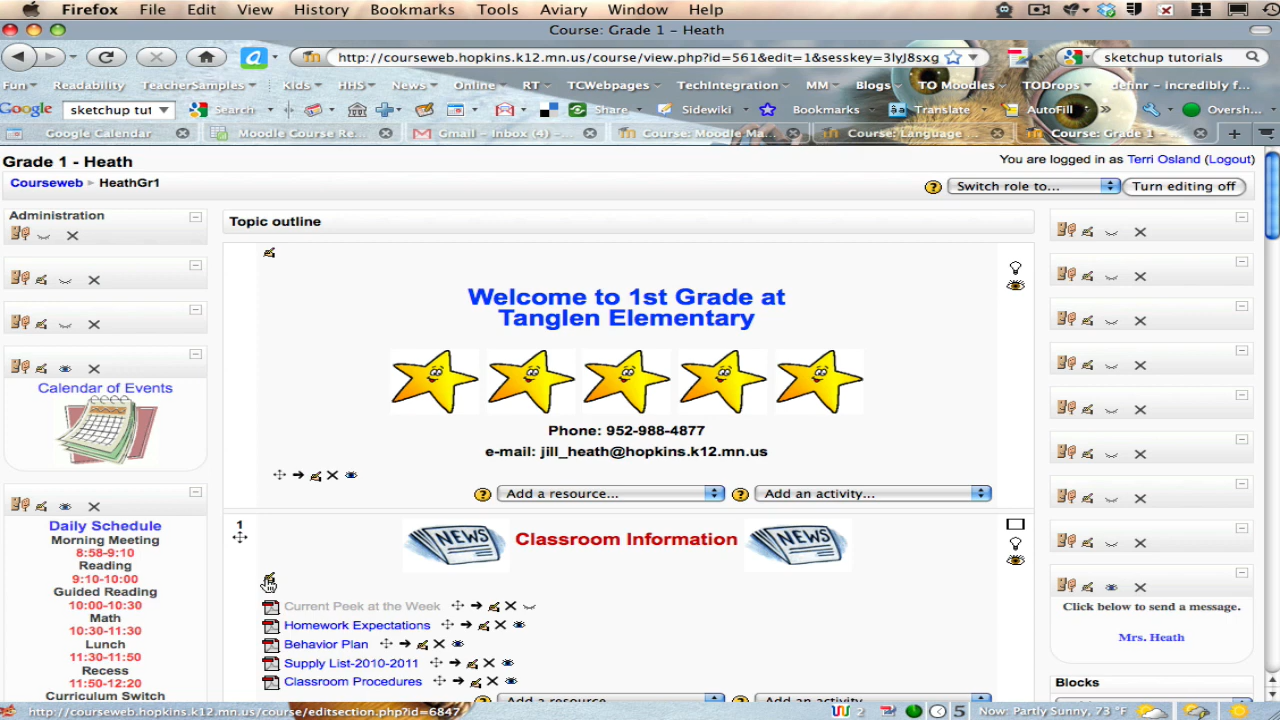 Firefox File Edit View History Bookmarks Tools Aviary Window Help
Course: Grade 1 - Heath
http://courseweb.hopkins.k12.mn.us/course/view.php?id=561&edit=1&sesskey=3lyJ8sxg
sketchup tutorials
Fun Readability TeacherSamples Kids HHS News Online RT TCWebpages TechIntegration MM Blogs TO Moodles TODrops
Google sketchup tut Search Share Sidewiki Bookmarks Translate AutoFill » Oversh...
Google Calendar Moodle Course Re... Gmail - Inbox (4) - ... Course: Moodle Ma... Course: Language ... Course: Grade 1 - ...
Grade 1 - Heath
You are logged in as Terri Osland (Logout)
Courseweb ► HeathGr1
Switch role to... Turn editing off
Administration
Topic outline
Welcome to 1st Grade at
Tanglen Elementary
Phone: 952-988-4877
e-mail: jill_heath@hopkins.k12.mn.us
Add a resource... Add an activity...
Calendar of Events
Daily Schedule
Morning Meeting
8:58-9:10
Reading
9:10-10:00
Guided Reading
10:00-10:30
Math
10:30-11:30
Lunch
11:30-11:50
Recess
11:50-12:20
Curriculum Switch
1
NEWS Classroom Information NEWS
Current Peek at the Week
Homework Expectations
Behavior Plan
Supply List-2010-2011
Classroom Procedures
Add a resource... Add an activity...
Click below to send a message.
Mrs. Heath
Blocks
http://courseweb.hopkins.k12.mn.us/course/editsection.php?id=6847
2 5 Now: Partly Sunny, 73 °F